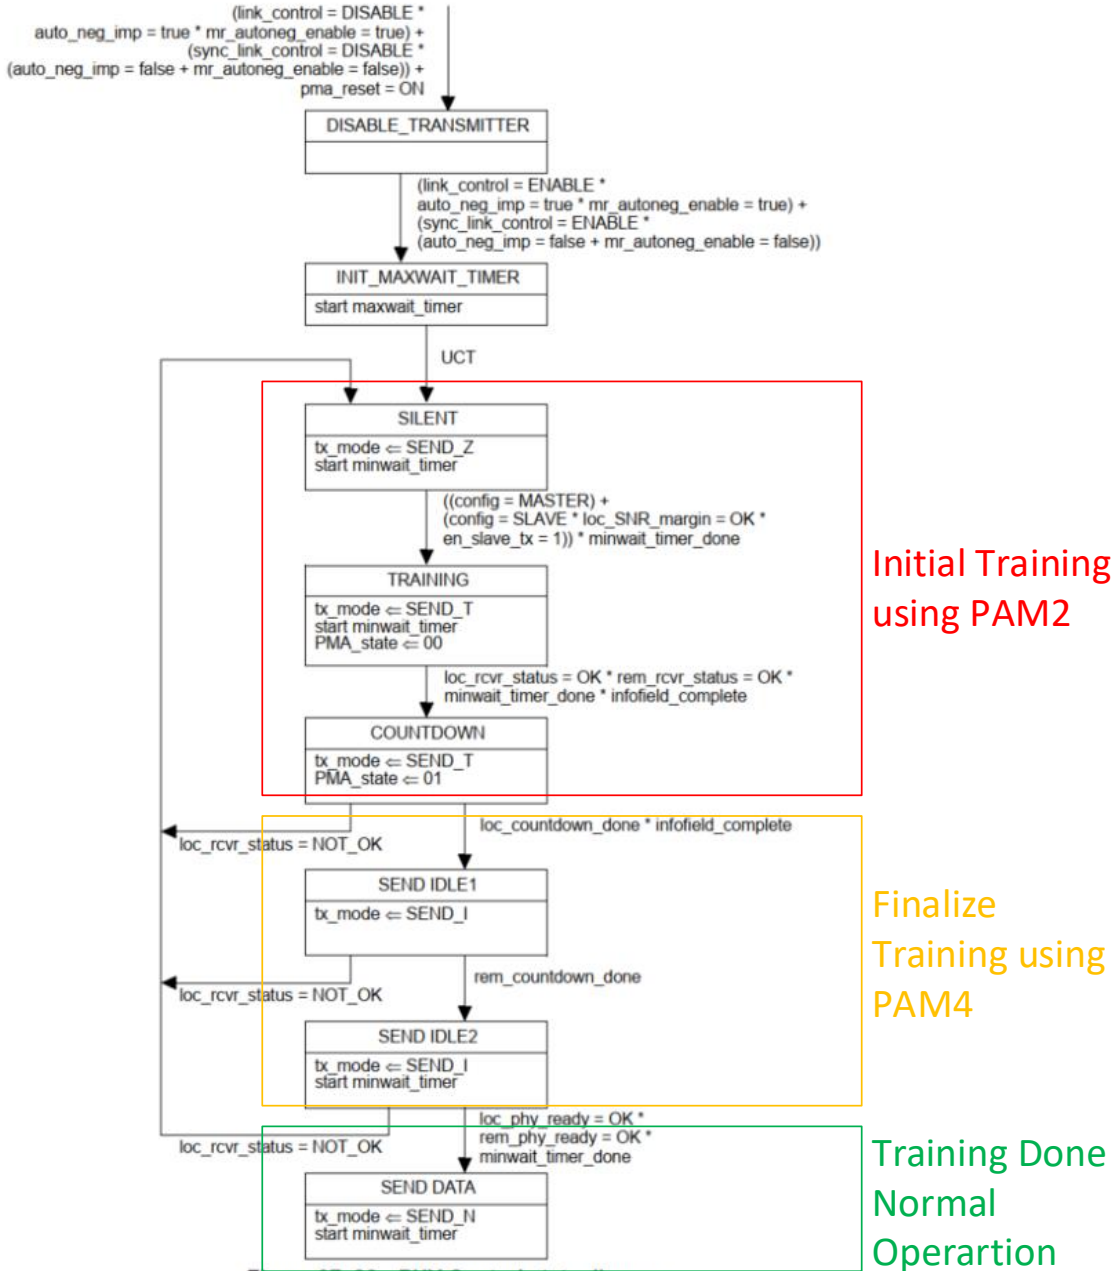 (link_control = DISABLE *
auto_neg_imp = true * mr_autoneg_enable = true) +
(sync_link_control = DISABLE *
(auto_neg_imp = false + mr_autoneg_enable = false)) +
pma_reset = ON
DISABLE_TRANSMITTER
(link_control = ENABLE *
auto_neg_imp = true * mr_autoneg_enable = true) +
(sync_link_control = ENABLE *
(auto_neg_imp = false + mr_autoneg_enable = false))
INIT_MAXWAIT_TIMER
start maxwait_timer
UCT
SILENT
tx_mode ⇐ SEND_Z
start minwait_timer
((config = MASTER) +
(config = SLAVE * loc_SNR_margin = OK *
en_slave_tx = 1)) * minwait_timer_done
TRAINING
tx_mode ⇐ SEND_T
start minwait_timer
PMA_state ⇐ 00
Initial Training
using PAM2
loc_rcvr_status = OK * rem_rcvr_status = OK *
minwait_timer_done * infofield_complete
COUNTDOWN
tx_mode ⇐ SEND_T
PMA_state ⇐ 01
loc_countdown_done * infofield_complete
loc_rcvr_status = NOT_OK
SEND IDLE1
tx_mode ⇐ SEND_I
Finalize
Training using
PAM4
rem_countdown_done
loc_rcvr_status = NOT_OK
SEND IDLE2
tx_mode ⇐ SEND_I
start minwait_timer
loc_phy_ready = OK *
rem_phy_ready = OK *
minwait_timer_done
loc_rcvr_status = NOT_OK
SEND DATA
tx_mode ⇐ SEND_N
start minwait_timer
Training Done
Normal
Operartion